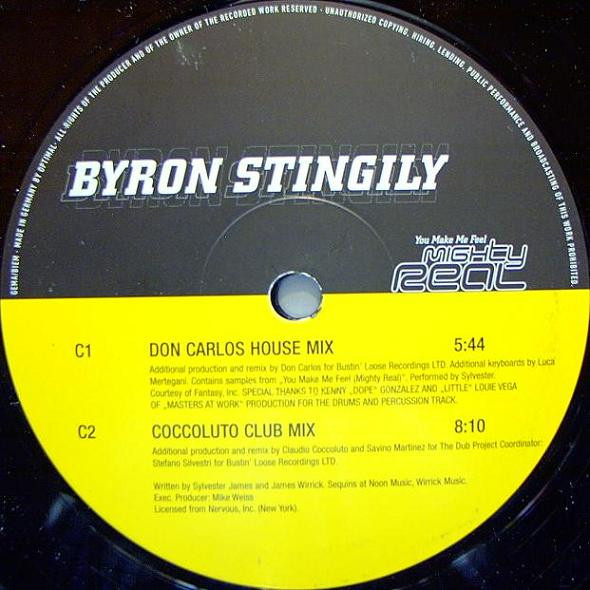 GEMA/BIEM · MADE IN GERMANY BY OPTIMAL· ALL RIGHTS OF THE PRODUCER AND OF THE OWNER OF THE RECORDED WORK RESERVED · UNAUTHORIZED COPYING, HIRING, LENDING, PUBLIC PERFORMANCE AND BROADCASTING OF THIS WORK PROHIBITED.
BYRON STINGILY
You Make Me Feel
MIGHTY
REAL
C1 DON CARLOS HOUSE MIX 5:44
Additional production and remix by Don Carlos for Bustin' Loose Recordings LTD. Additional keyboards by Luca
Mertegani. Contains samples from „You Make Me Feel (Mighty Real)". Performed by Sylvester.
Courtesy of Fantasy, Inc. SPECIAL THANKS TO KENNY „DOPE" GONZALEZ AND „LITTLE" LOUIE VEGA
OF „MASTERS AT WORK" PRODUCTION FOR THE DRUMS AND PERCUSSION TRACK.
C2 COCCOLUTO CLUB MIX 8:10
Additional production and remix by Claudio Coccoluto and Savino Martinez for The Dub Project Coordinator:
Stefano Silvestri for Bustin' Loose Recordings LTD.
Written by Sylvester James and James Wirrick. Sequins at Noon Music, Wirrick Music.
Exec. Producer: Mike Weiss
Licensed from Nervous, Inc. (New York).